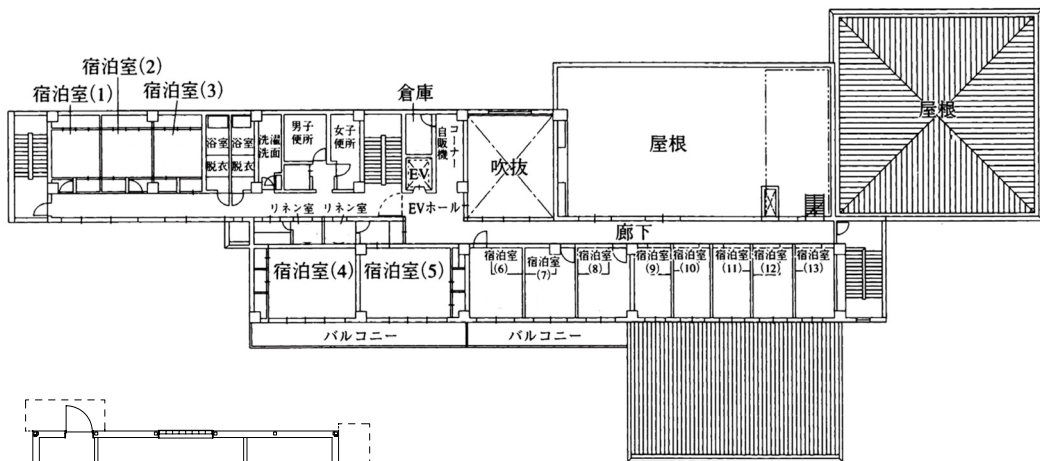 宿泊室(1)
宿泊室(2)
宿泊室(3)
浴室
脱衣
浴室
脱衣
洗濯
洗面
男子
便所
女子
便所
倉庫
EV
自販機
コーナー
吹抜
屋根
屋根
リネン室
リネン室
EVホール
廊下
宿泊室(4)
宿泊室(5)
宿泊室
(6)
宿泊室
(7)
宿泊室
(8)
宿泊室
(9)
宿泊室
(10)
宿泊室
(11)
宿泊室
(12)
宿泊室
(13)
バルコニー
バルコニー